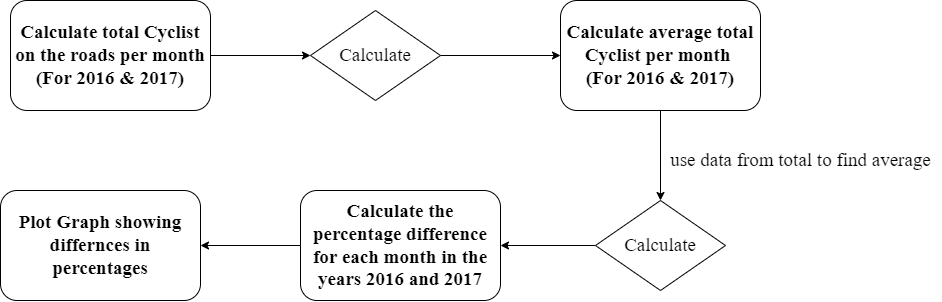 Calculate total Cyclist
on the roads per month
(For 2016 & 2017)
Calculate
Calculate average total
Cyclist per month
(For 2016 & 2017)
use data from total to find average
Calculate
Calculate the
percentage difference
for each month in the
years 2016 and 2017
Plot Graph showing
differnces in
percentages